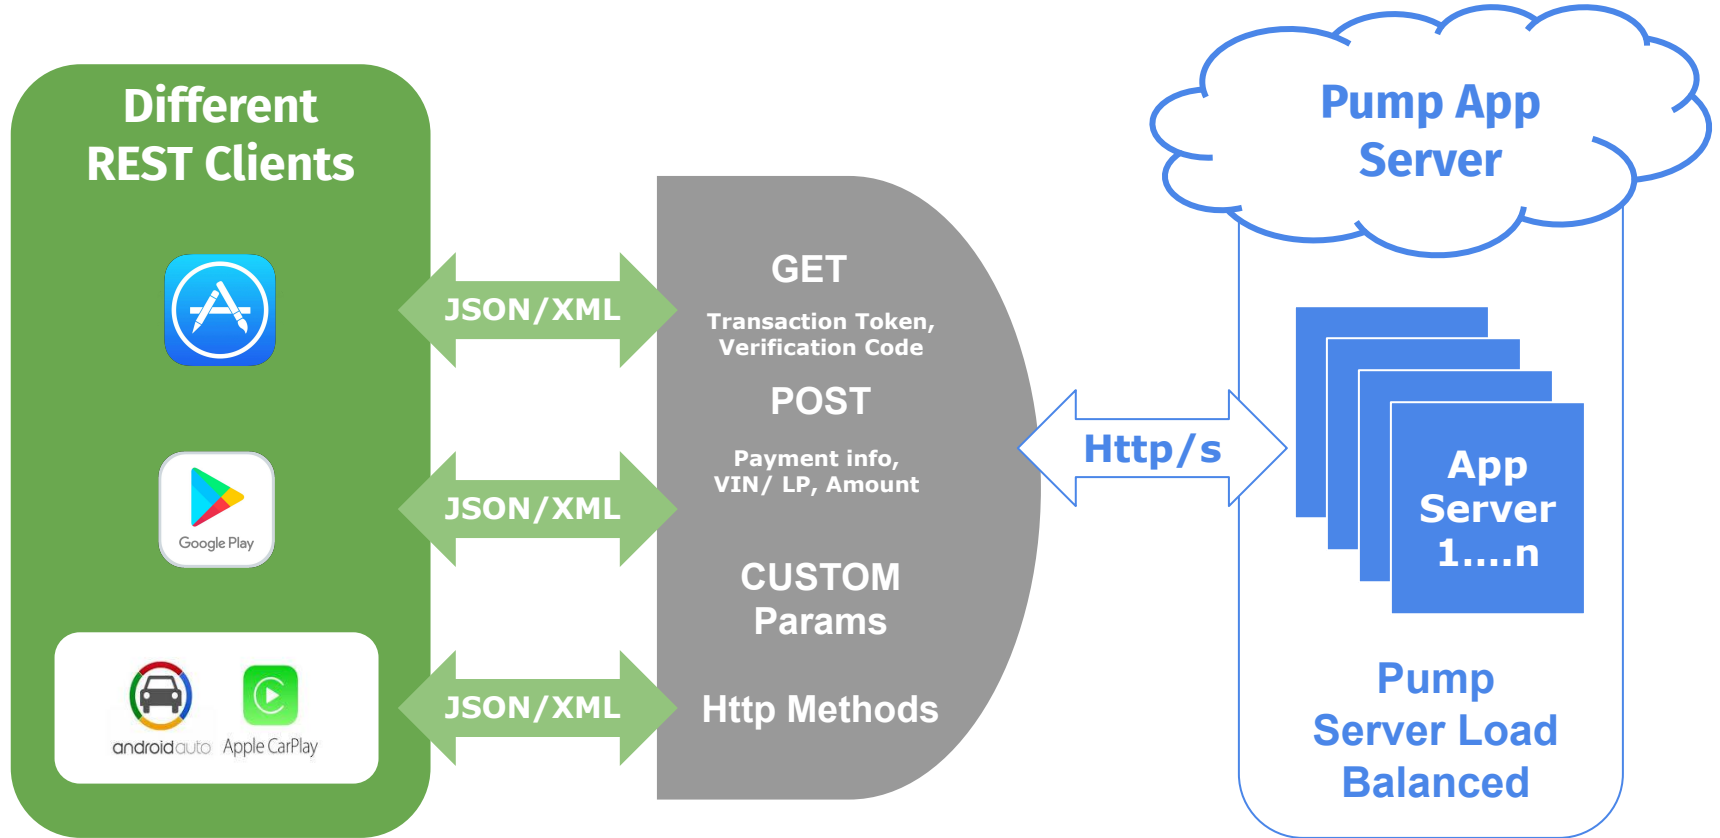 Different
REST Clients
Google Play
android auto
Apple CarPlay
JSON/XML
JSON/XML
JSON/XML
GET
Transaction Token,
Verification Code
POST
Payment info,
VIN/ LP, Amount
CUSTOM
Params
Http Methods
Http/s
Pump App
Server
App
Server
1....n
Pump
Server Load
Balanced